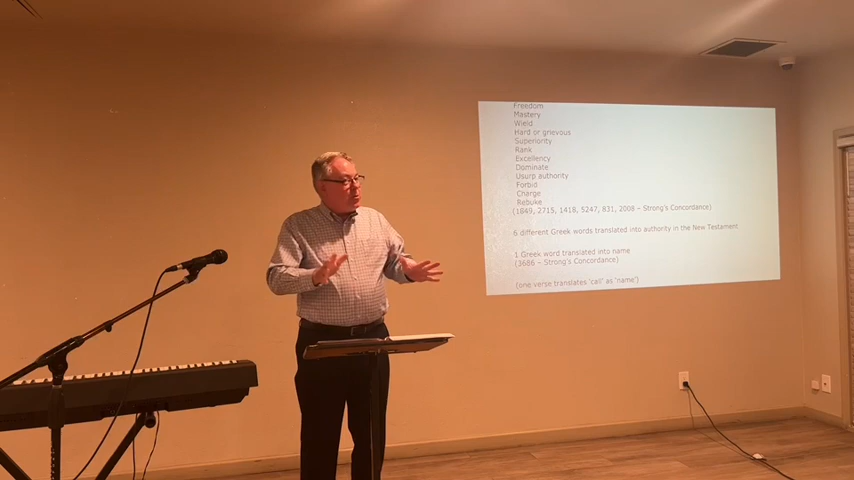 Freedom
Mastery
Wield
Hard or grievous
Superiority
Rank
Excellency
Dominate
Usurp authority
Forbid
Charge
Rebuke
(1849, 2715, 1418, 5247, 831, 2008 – Strong's Concordance)
6 different Greek words translated into authority in the New Testament
1 Greek word translated into name
(3686 – Strong's Concordance)
(one verse translates 'call' as 'name')